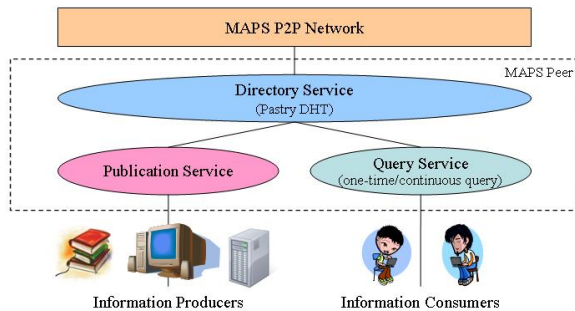 MAPS P2P Network
MAPS Peer
Directory Service
(Pastry DHT)
Publication Service
Query Service
(one-time/continuous query)
Information Producers
Information Consumers